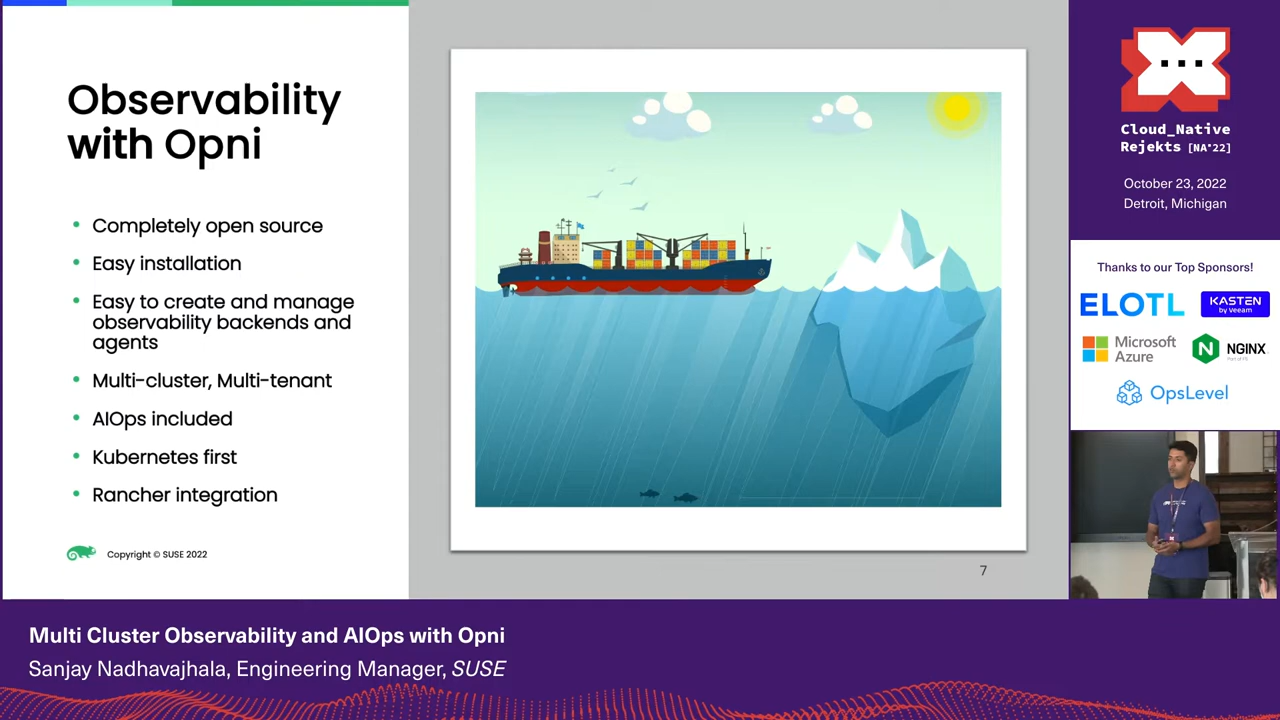 Observability
with Opni
• Completely open source
• Easy installation
• Easy to create and manage
observability backends and
agents
• Multi-cluster, Multi-tenant
• AIOps included
• Kubernetes first
• Rancher integration
Copyright © SUSE 2022
7
Cloud_Native
Rejekts [NA'22]
October 23, 2022
Detroit, Michigan
Thanks to our Top Sponsors!
ELOTL
KASTEN
by Veeam
Microsoft
Azure
N
NGINX
OpsLevel
Multi Cluster Observability and AIOps with Opni
Sanjay Nadhavajhala, Engineering Manager, SUSE